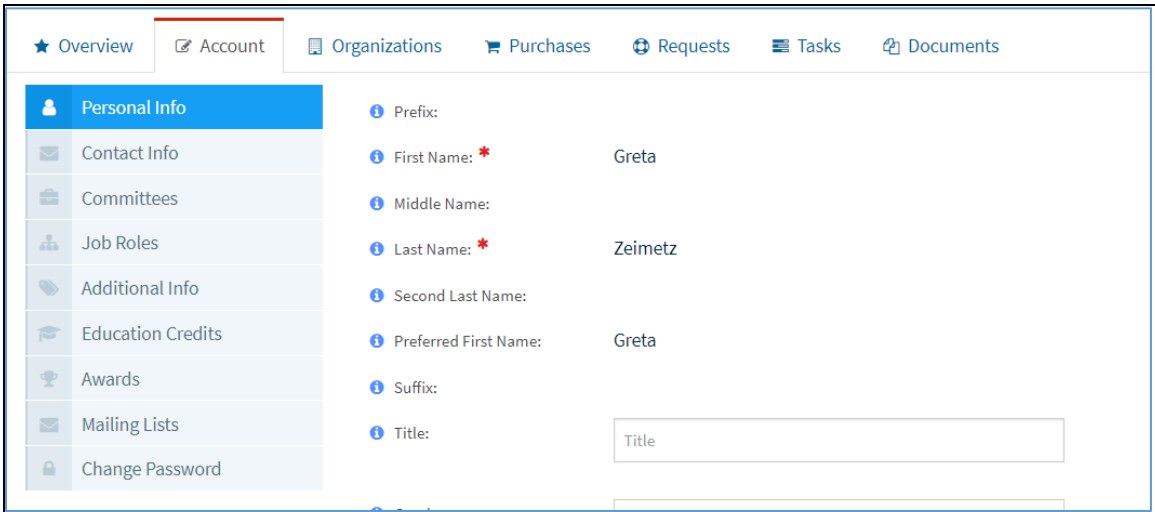 Overview Account Organizations Purchases Requests Tasks Documents
Personal Info
Contact Info
Committees
Job Roles
Additional Info
Education Credits
Awards
Mailing Lists
Change Password
Prefix:
First Name: * Greta
Middle Name:
Last Name: * Zeimetz
Second Last Name:
Preferred First Name: Greta
Suffix:
Title: Title